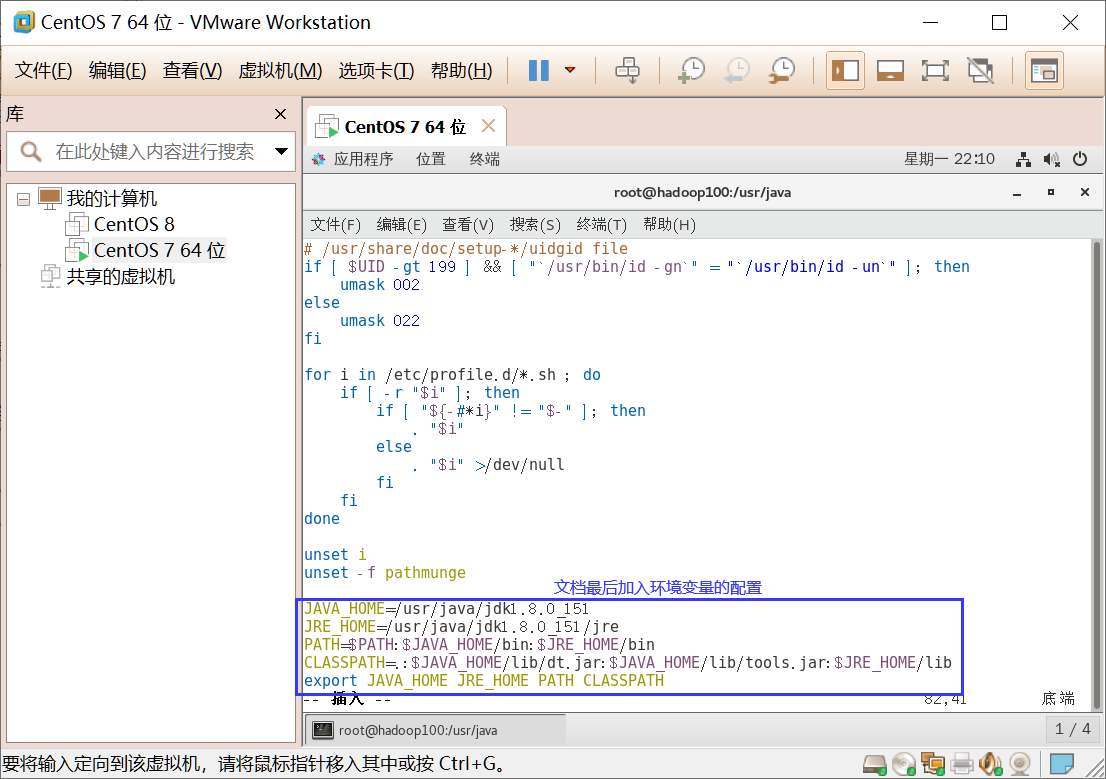 CentOS 7 64 位 - VMware Workstation
文件(F) 编辑(E) 查看(V) 虚拟机(M) 选项卡(T) 帮助(H)
库
在此处键入内容进行搜索
我的计算机
CentOS 8
CentOS 7 64 位
共享的虚拟机
CentOS 7 64 位
应用程序 位置 终端 星期一 22:10
root@hadoop100:/usr/java
文件(F) 编辑(E) 查看(V) 搜索(S) 终端(T) 帮助(H)
# /usr/share/doc/setup-*/uidgid file
if [ $UID -gt 199 ] && [ "`/usr/bin/id -gn`" = "`/usr/bin/id -un`" ]; then
    umask 002
else
    umask 022
fi
for i in /etc/profile.d/*.sh ; do
    if [ -r "$i" ]; then
        if [ "${-#*i}" != "$-" ]; then
            . "$i"
        else
            . "$i" >/dev/null
        fi
    fi
done
unset i
unset -f pathmunge
文档最后加入环境变量的配置
JAVA_HOME=/usr/java/jdk1.8.0_151
JRE_HOME=/usr/java/jdk1.8.0_151/jre
PATH=$PATH:$JAVA_HOME/bin:$JRE_HOME/bin
CLASSPATH=.:$JAVA_HOME/lib/dt.jar:$JAVA_HOME/lib/tools.jar:$JRE_HOME/lib
export JAVA_HOME JRE_HOME PATH CLASSPATH
-- 插入 -- 82,41 底端
root@hadoop100:/usr/java 1 / 4
要将输入定向到该虚拟机，请将鼠标指针移入其中或按 Ctrl+G。